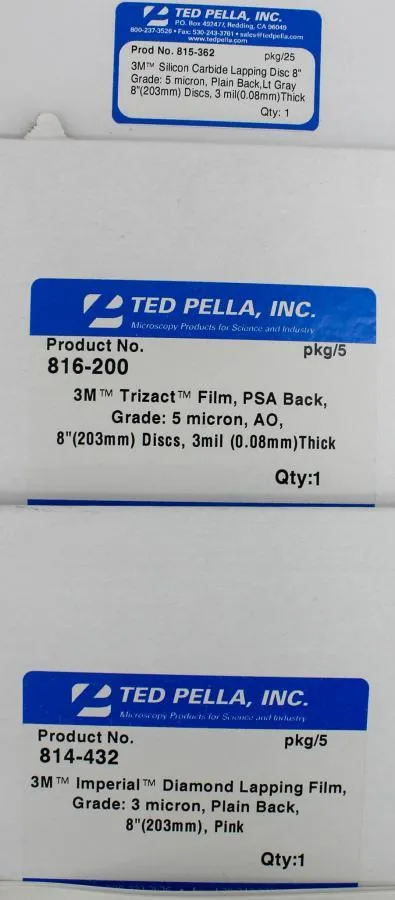 TED PELLA, INC.
P.O. Box 492477, Redding, CA 96049
800-237-3526 • Fax: 530-243-3761 • sales@tedpella.com
www.tedpella.com
Prod No. 815-362 pkg/25
3M™ Silicon Carbide Lapping Disc 8"
Grade: 5 micron, Plain Back,Lt Gray
8"(203mm) Discs, 3 mil(0.08mm)Thick
Qty: 1
TED PELLA, INC.
Microscopy Products for Science and Industry
Product No. pkg/5
816-200
3M™ Trizact™ Film, PSA Back,
Grade: 5 micron, AO,
8"(203mm) Discs, 3mil (0.08mm)Thick
Qty:1
TED PELLA, INC.
Microscopy Products for Science and Industry
Product No. pkg/5
814-432
3M™ Imperial™ Diamond Lapping Film,
Grade: 3 micron, Plain Back,
8"(203mm), Pink
Qty:1